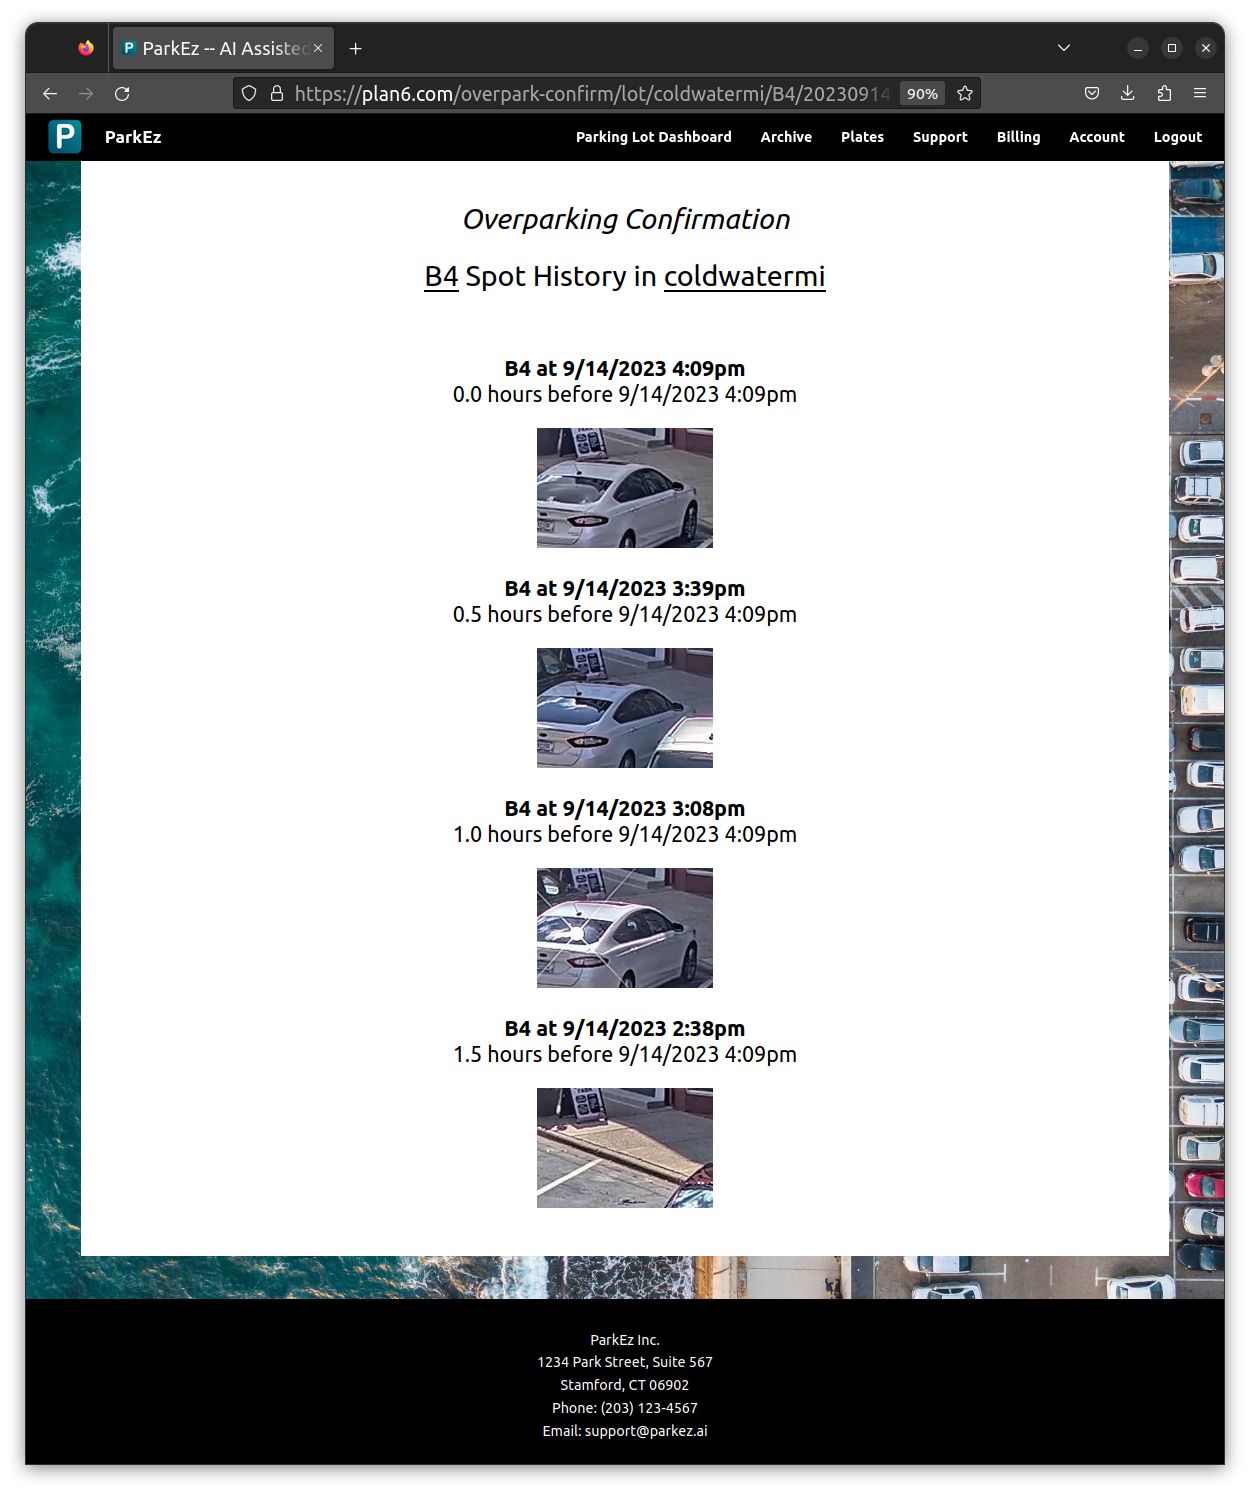 ParkEz -- AI Assisted
https://plan6.com/overpark-confirm/lot/coldwatermi/B4/20230914
90%
P ParkEz
Parking Lot Dashboard Archive Plates Support Billing Account Logout
Overparking Confirmation
B4 Spot History in coldwatermi
B4 at 9/14/2023 4:09pm
0.0 hours before 9/14/2023 4:09pm
B4 at 9/14/2023 3:39pm
0.5 hours before 9/14/2023 4:09pm
B4 at 9/14/2023 3:08pm
1.0 hours before 9/14/2023 4:09pm
B4 at 9/14/2023 2:38pm
1.5 hours before 9/14/2023 4:09pm
ParkEz Inc.
1234 Park Street, Suite 567
Stamford, CT 06902
Phone: (203) 123-4567
Email: support@parkez.ai